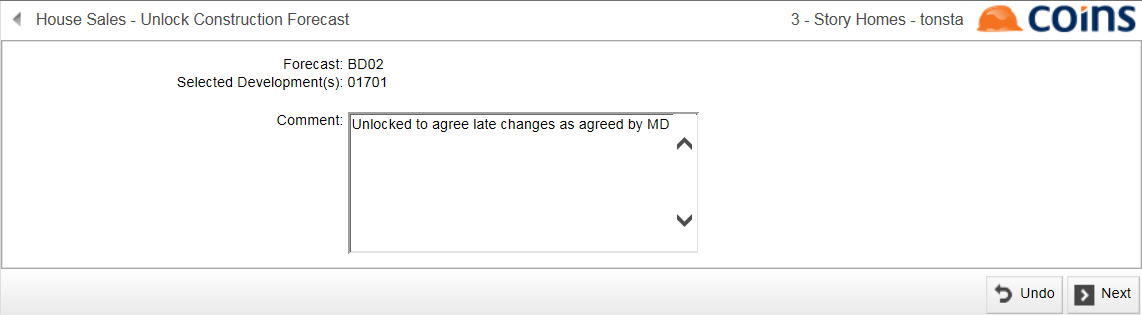 House Sales - Unlock Construction Forecast
3 - Story Homes - tonsta
coins
Forecast: BD02
Selected Development(s): 01701
Comment: Unlocked to agree late changes as agreed by MD
Undo
Next